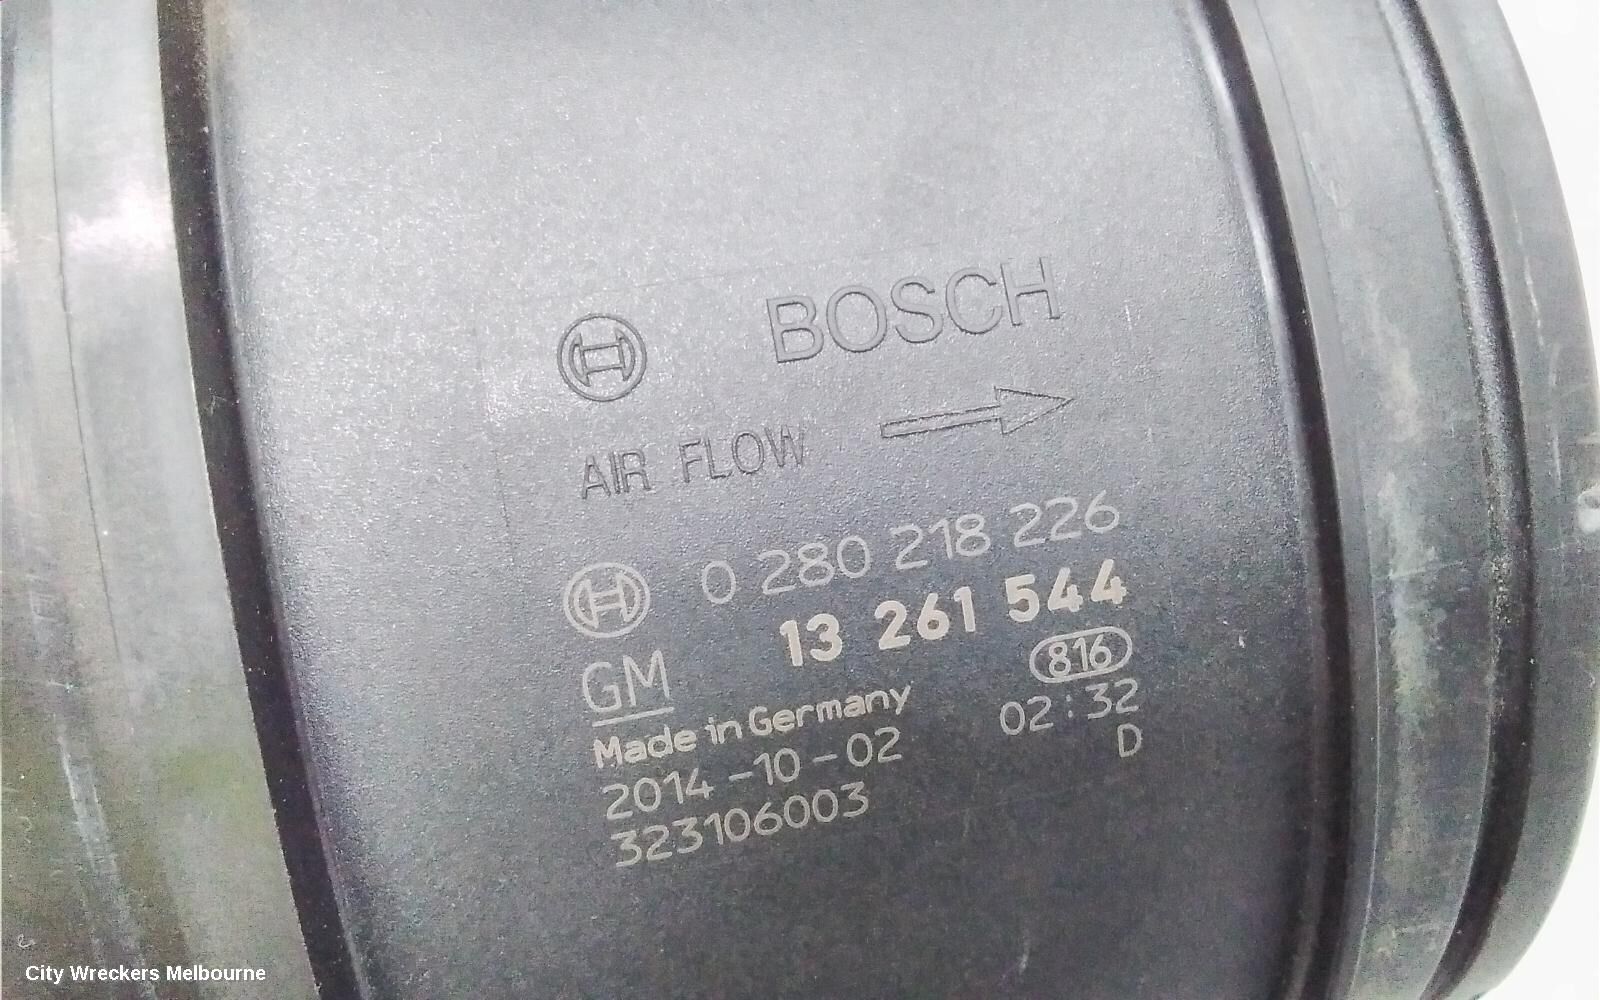 BOSCH
AIR FLOW
0 280 218 226
13 261 544
GM
816
Made in Germany
02:32
2014-10-02
D
323106003
City Wreckers Melbourne